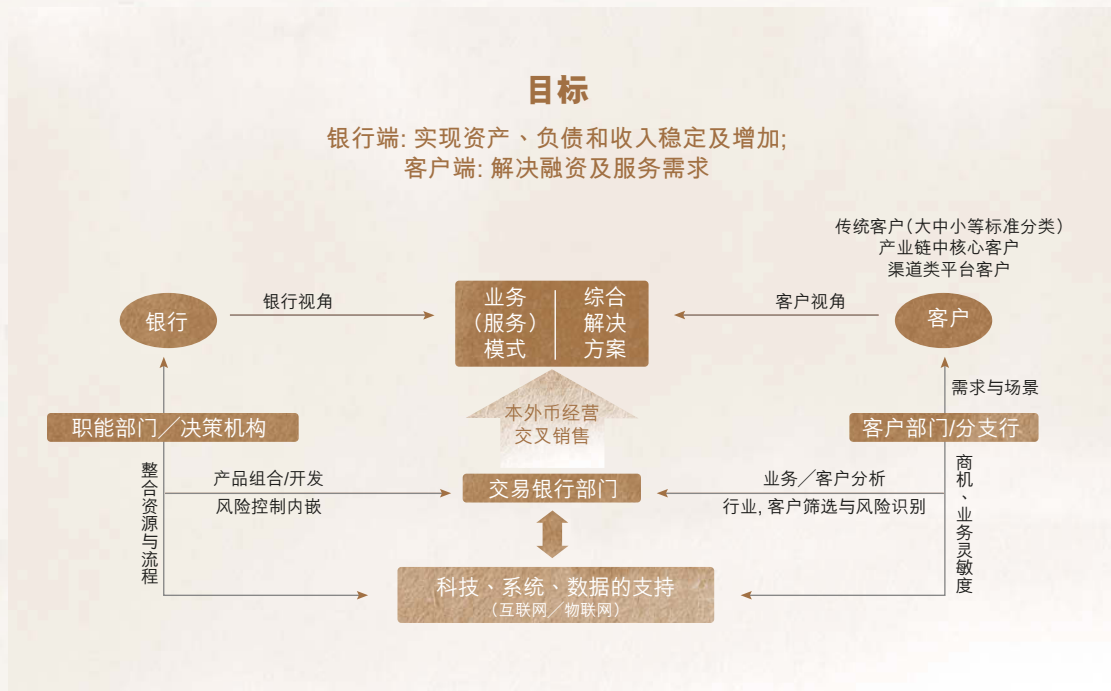 目标
银行端: 实现资产、负债和收入稳定及增加;
客户端: 解决融资及服务需求
传统客户(大中小等标准分类)
产业链中核心客户
渠道类平台客户
银行
银行视角
业务
(服务)
模式
综合
解决
方案
客户视角
客户
需求与场景
职能部门／决策机构
本外币经营
交叉销售
客户部门/分支行
整合资源与流程
产品组合/开发
风险控制内嵌
交易银行部门
业务／客户分析
行业, 客户筛选与风险识别
商机、业务灵敏度
科技、系统、数据的支持
(互联网／物联网)